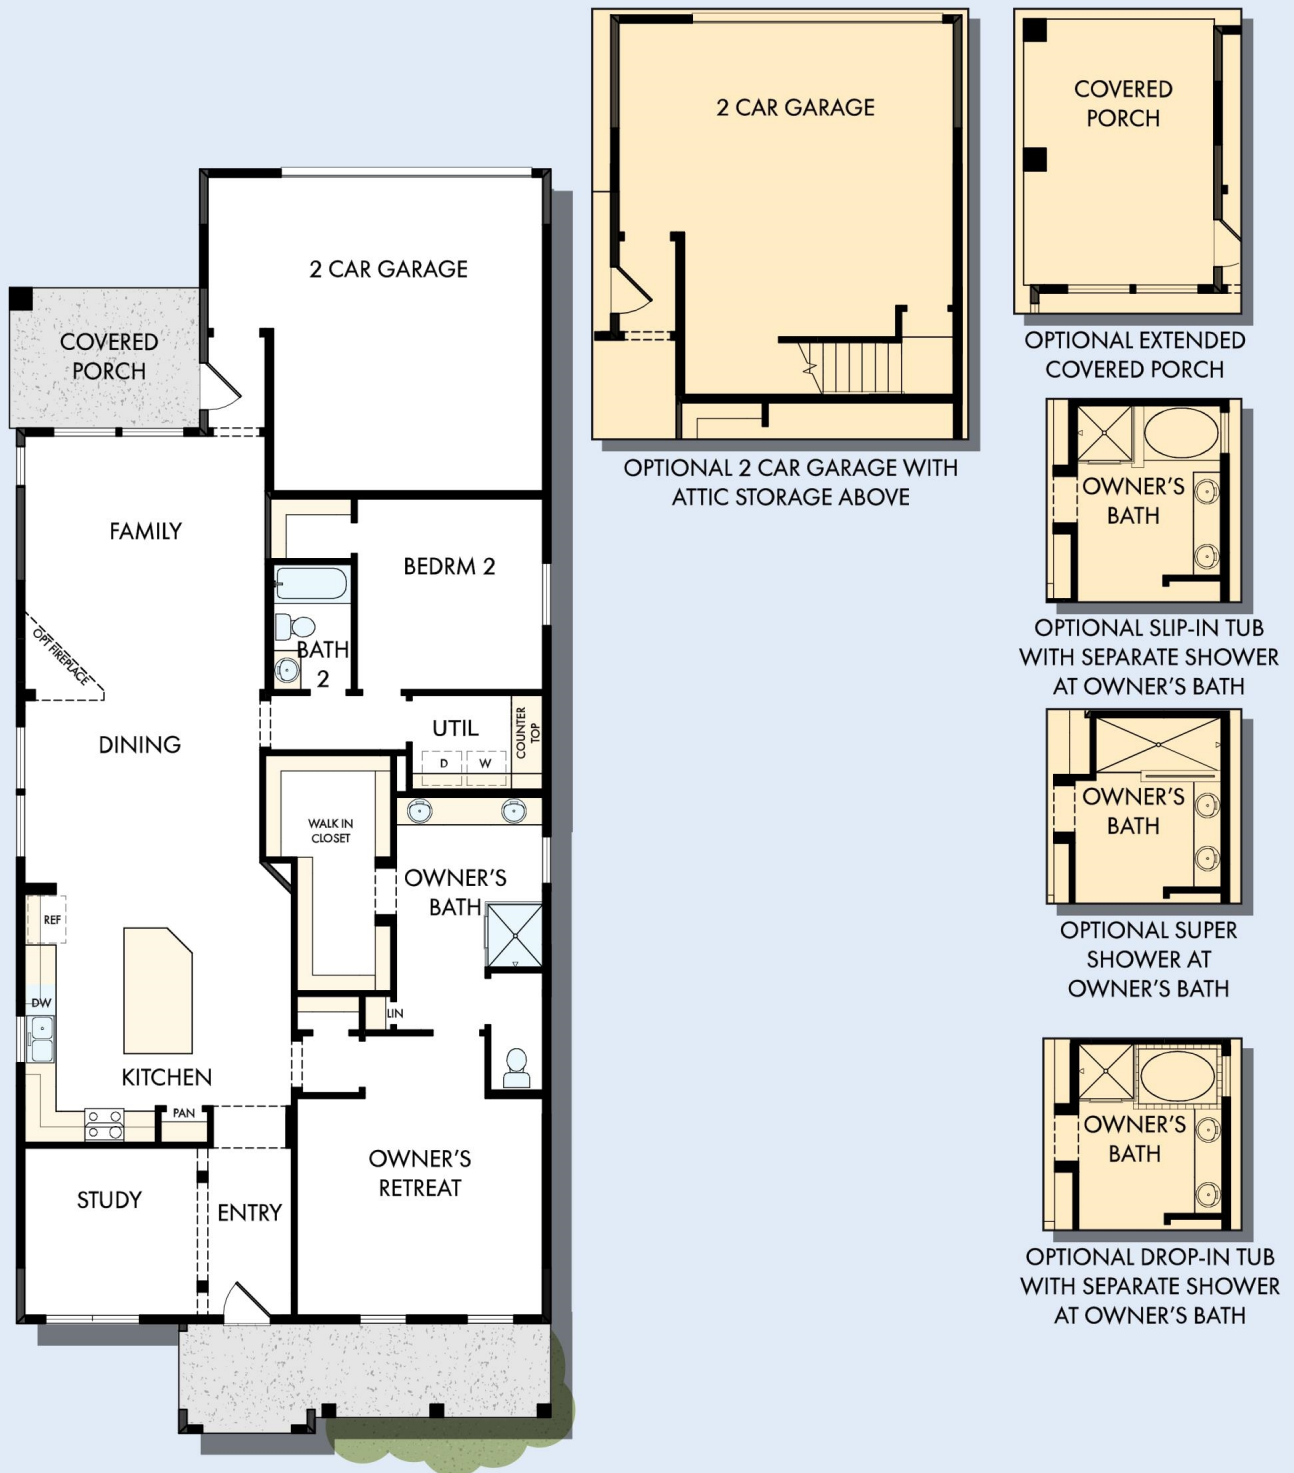 2 CAR GARAGE
COVERED
PORCH
FAMILY
BEDRM 2
OPT FIREPLACE
BATH
2
DINING
UTIL
COUNTER
TOP
D
W
WALK IN
CLOSET
OWNER'S
BATH
REF
DW
LIN
KITCHEN
PAN
OWNER'S
RETREAT
STUDY
ENTRY
2 CAR GARAGE
OPTIONAL 2 CAR GARAGE WITH
ATTIC STORAGE ABOVE
COVERED
PORCH
OPTIONAL EXTENDED
COVERED PORCH
OWNER'S
BATH
OPTIONAL SLIP-IN TUB
WITH SEPARATE SHOWER
AT OWNER'S BATH
OWNER'S
BATH
OPTIONAL SUPER
SHOWER AT
OWNER'S BATH
OWNER'S
BATH
OPTIONAL DROP-IN TUB
WITH SEPARATE SHOWER
AT OWNER'S BATH